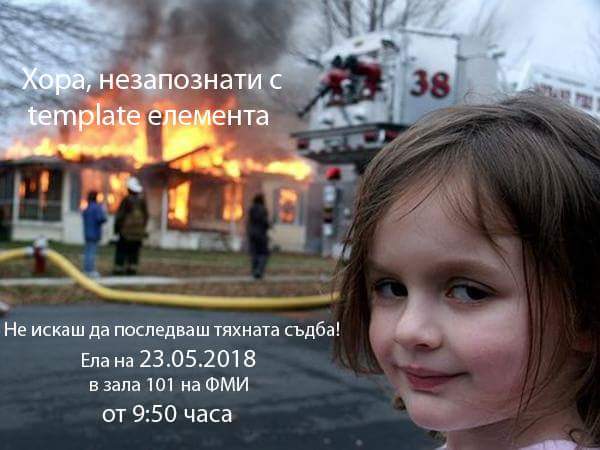 Хора, незапознати с
template елемента
38
Не искаш да последваш тяхната съдба!
Ела на 23.05.2018
в зала 101 на ФМИ
от 9:50 часа